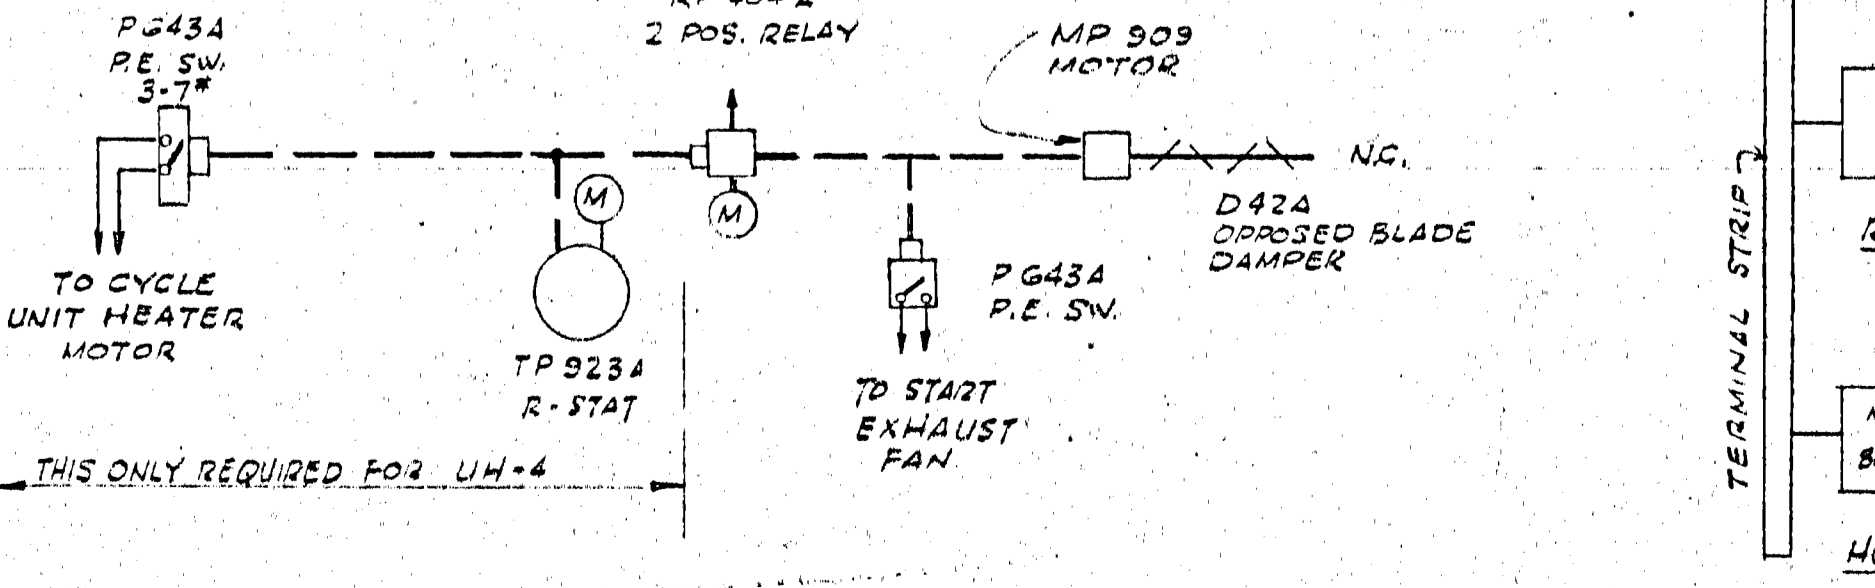 PG43A
P.E. SW.
3-7#
2 POS. RELAY
MP 909
MOTOR
M
M
N.C.
D42A
OPPOSED BLADE
DAMPER
PG43A
P.E. SW.
TO CYCLE
UNIT HEATER
MOTOR
TP 923A
R-STAT
TO START
EXHAUST
FAN
THIS ONLY REQUIRED FOR UH-4
TERMINAL STRIP